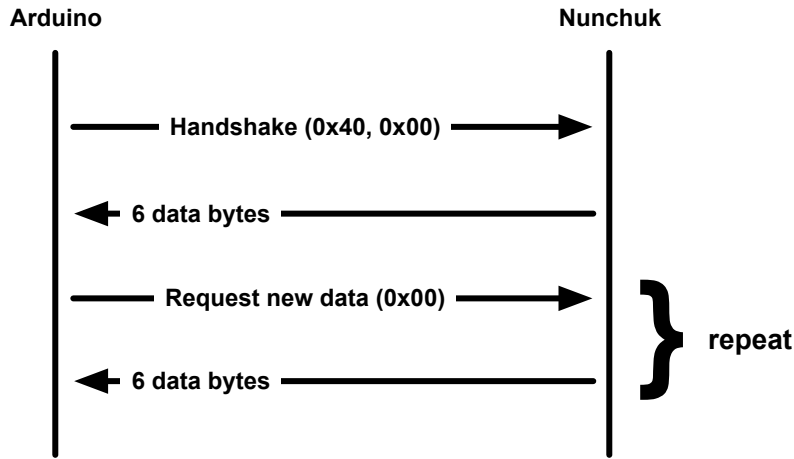 Arduino
Nunchuk
Handshake (0x40, 0x00)
6 data bytes
Request new data (0x00)
repeat
6 data bytes